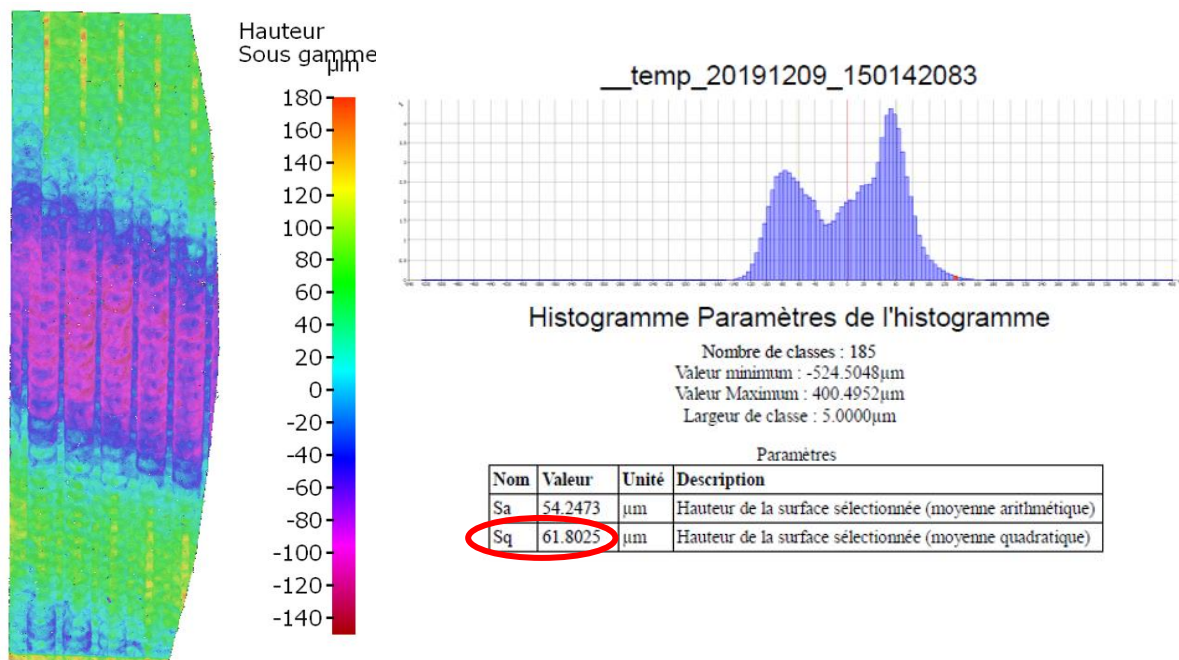 Hauteur
Sous gamme
µm
180
160
140
120
100
80
60
40
20
0
-20
-40
-60
-80
-100
-120
-140
__temp_20191209_150142083
Histogramme Paramètres de l'histogramme
Nombre de classes : 185
Valeur minimum : -524.5048µm
Valeur Maximum : 400.4952µm
Largeur de classe : 5.0000µm
Paramètres
Nom Valeur Unité Description
Sa 54.2473 µm Hauteur de la surface sélectionnée (moyenne arithmétique)
Sq 61.8025 µm Hauteur de la surface sélectionnée (moyenne quadratique)